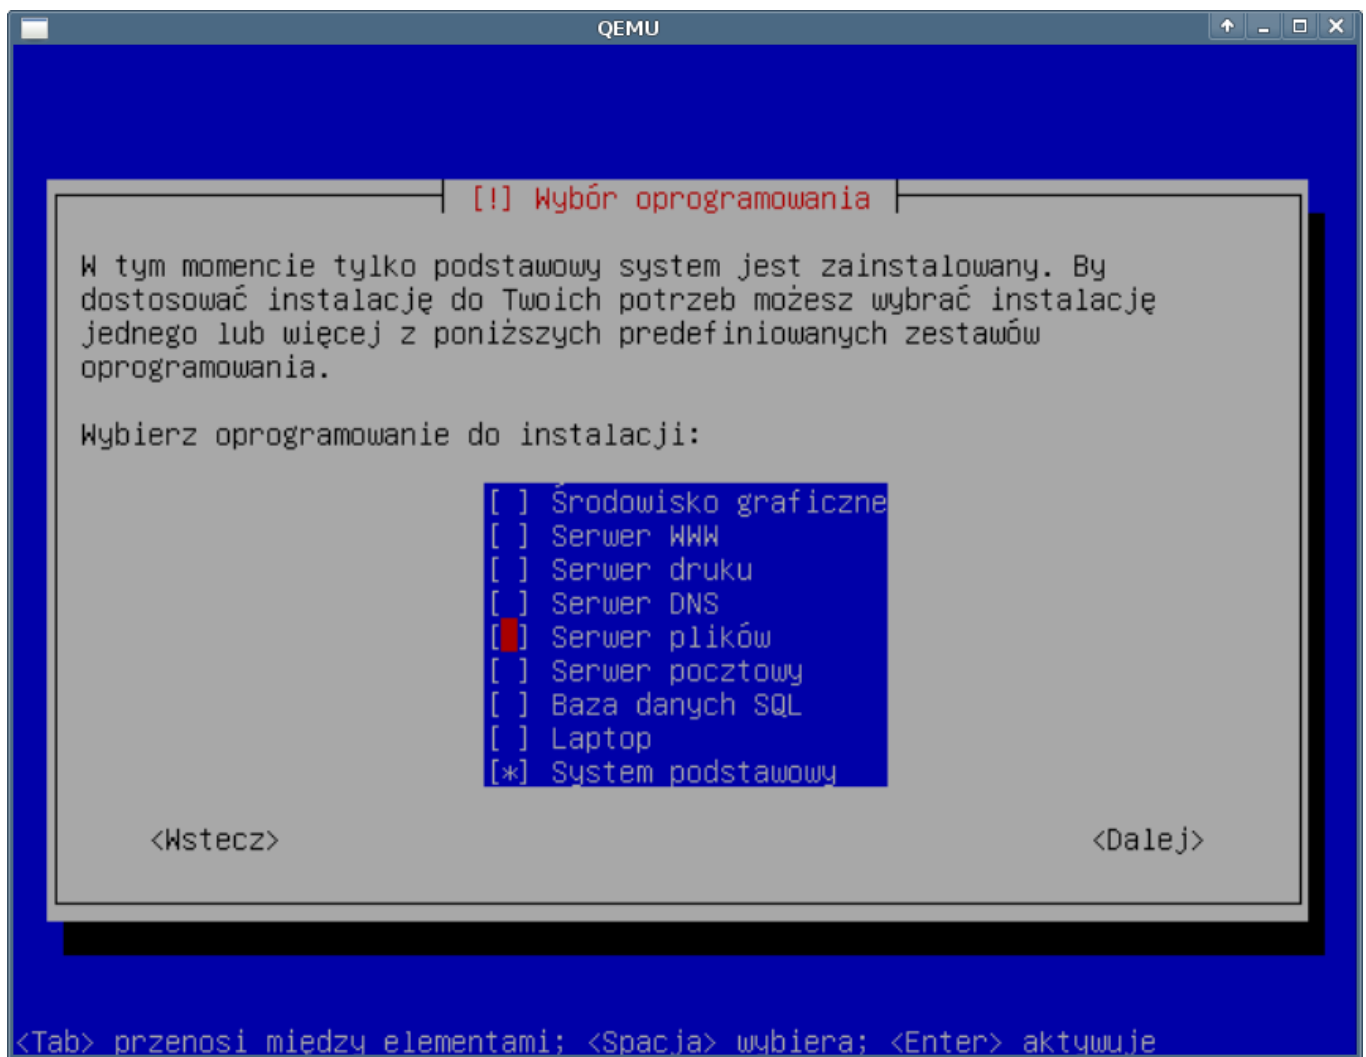 QEMU
[!] Wybór oprogramowania
W tym momencie tylko podstawowy system jest zainstalowany. By
dostosować instalację do Twoich potrzeb możesz wybrać instalację
jednego lub więcej z poniższych predefiniowanych zestawów
oprogramowania.
Wybierz oprogramowanie do instalacji:
[ ] Środowisko graficzne
[ ] Serwer WWW
[ ] Serwer druku
[ ] Serwer DNS
[ ] Serwer plików
[ ] Serwer pocztowy
[ ] Baza danych SQL
[ ] Laptop
[*] System podstawowy
<Wstecz> <Dalej>
<Tab> przenosi między elementami; <Spacja> wybiera; <Enter> aktywuje